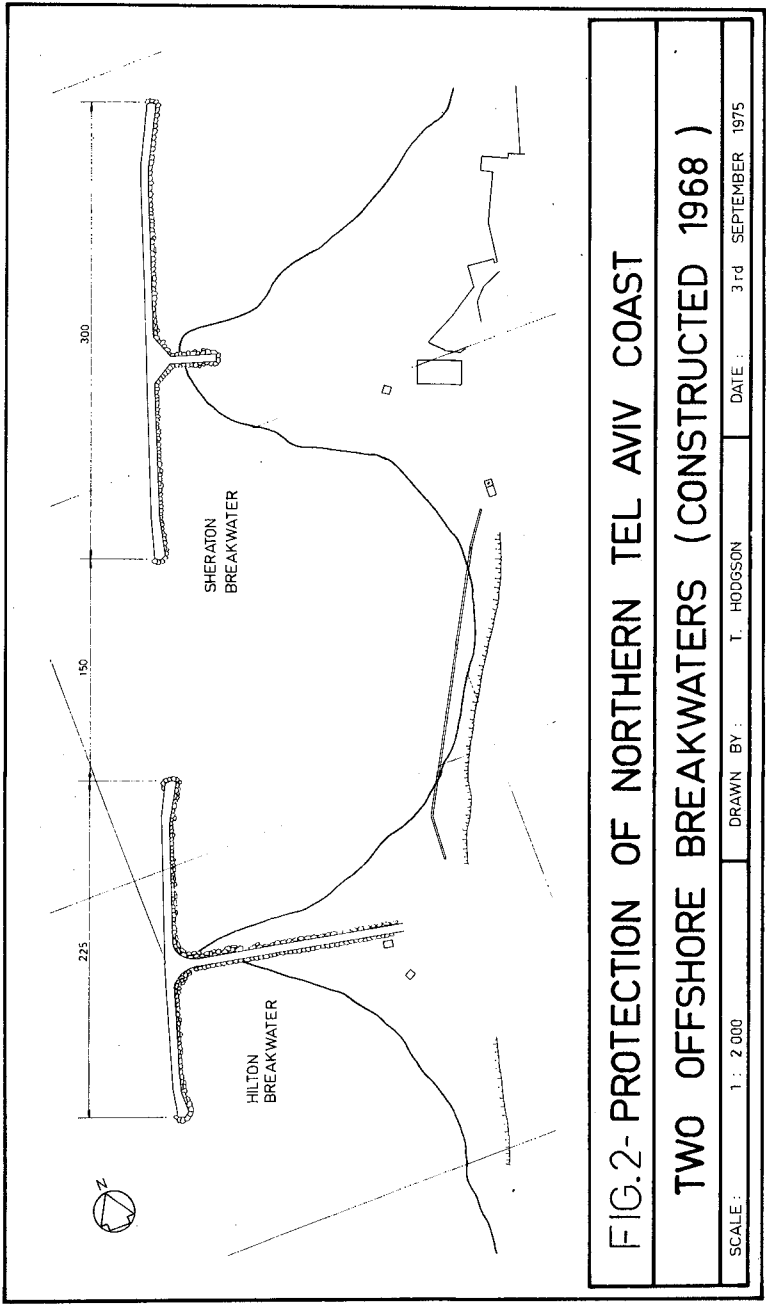 N
225
150
300
HILTON
BREAKWATER
SHERATON
BREAKWATER
FIG.2- PROTECTION OF NORTHERN TEL AVIV COAST
TWO OFFSHORE BREAKWATERS (CONSTRUCTED 1968 )
SCALE : 1 : 2 000 DRAWN BY : T. HODGSON DATE : 3rd SEPTEMBER 1975